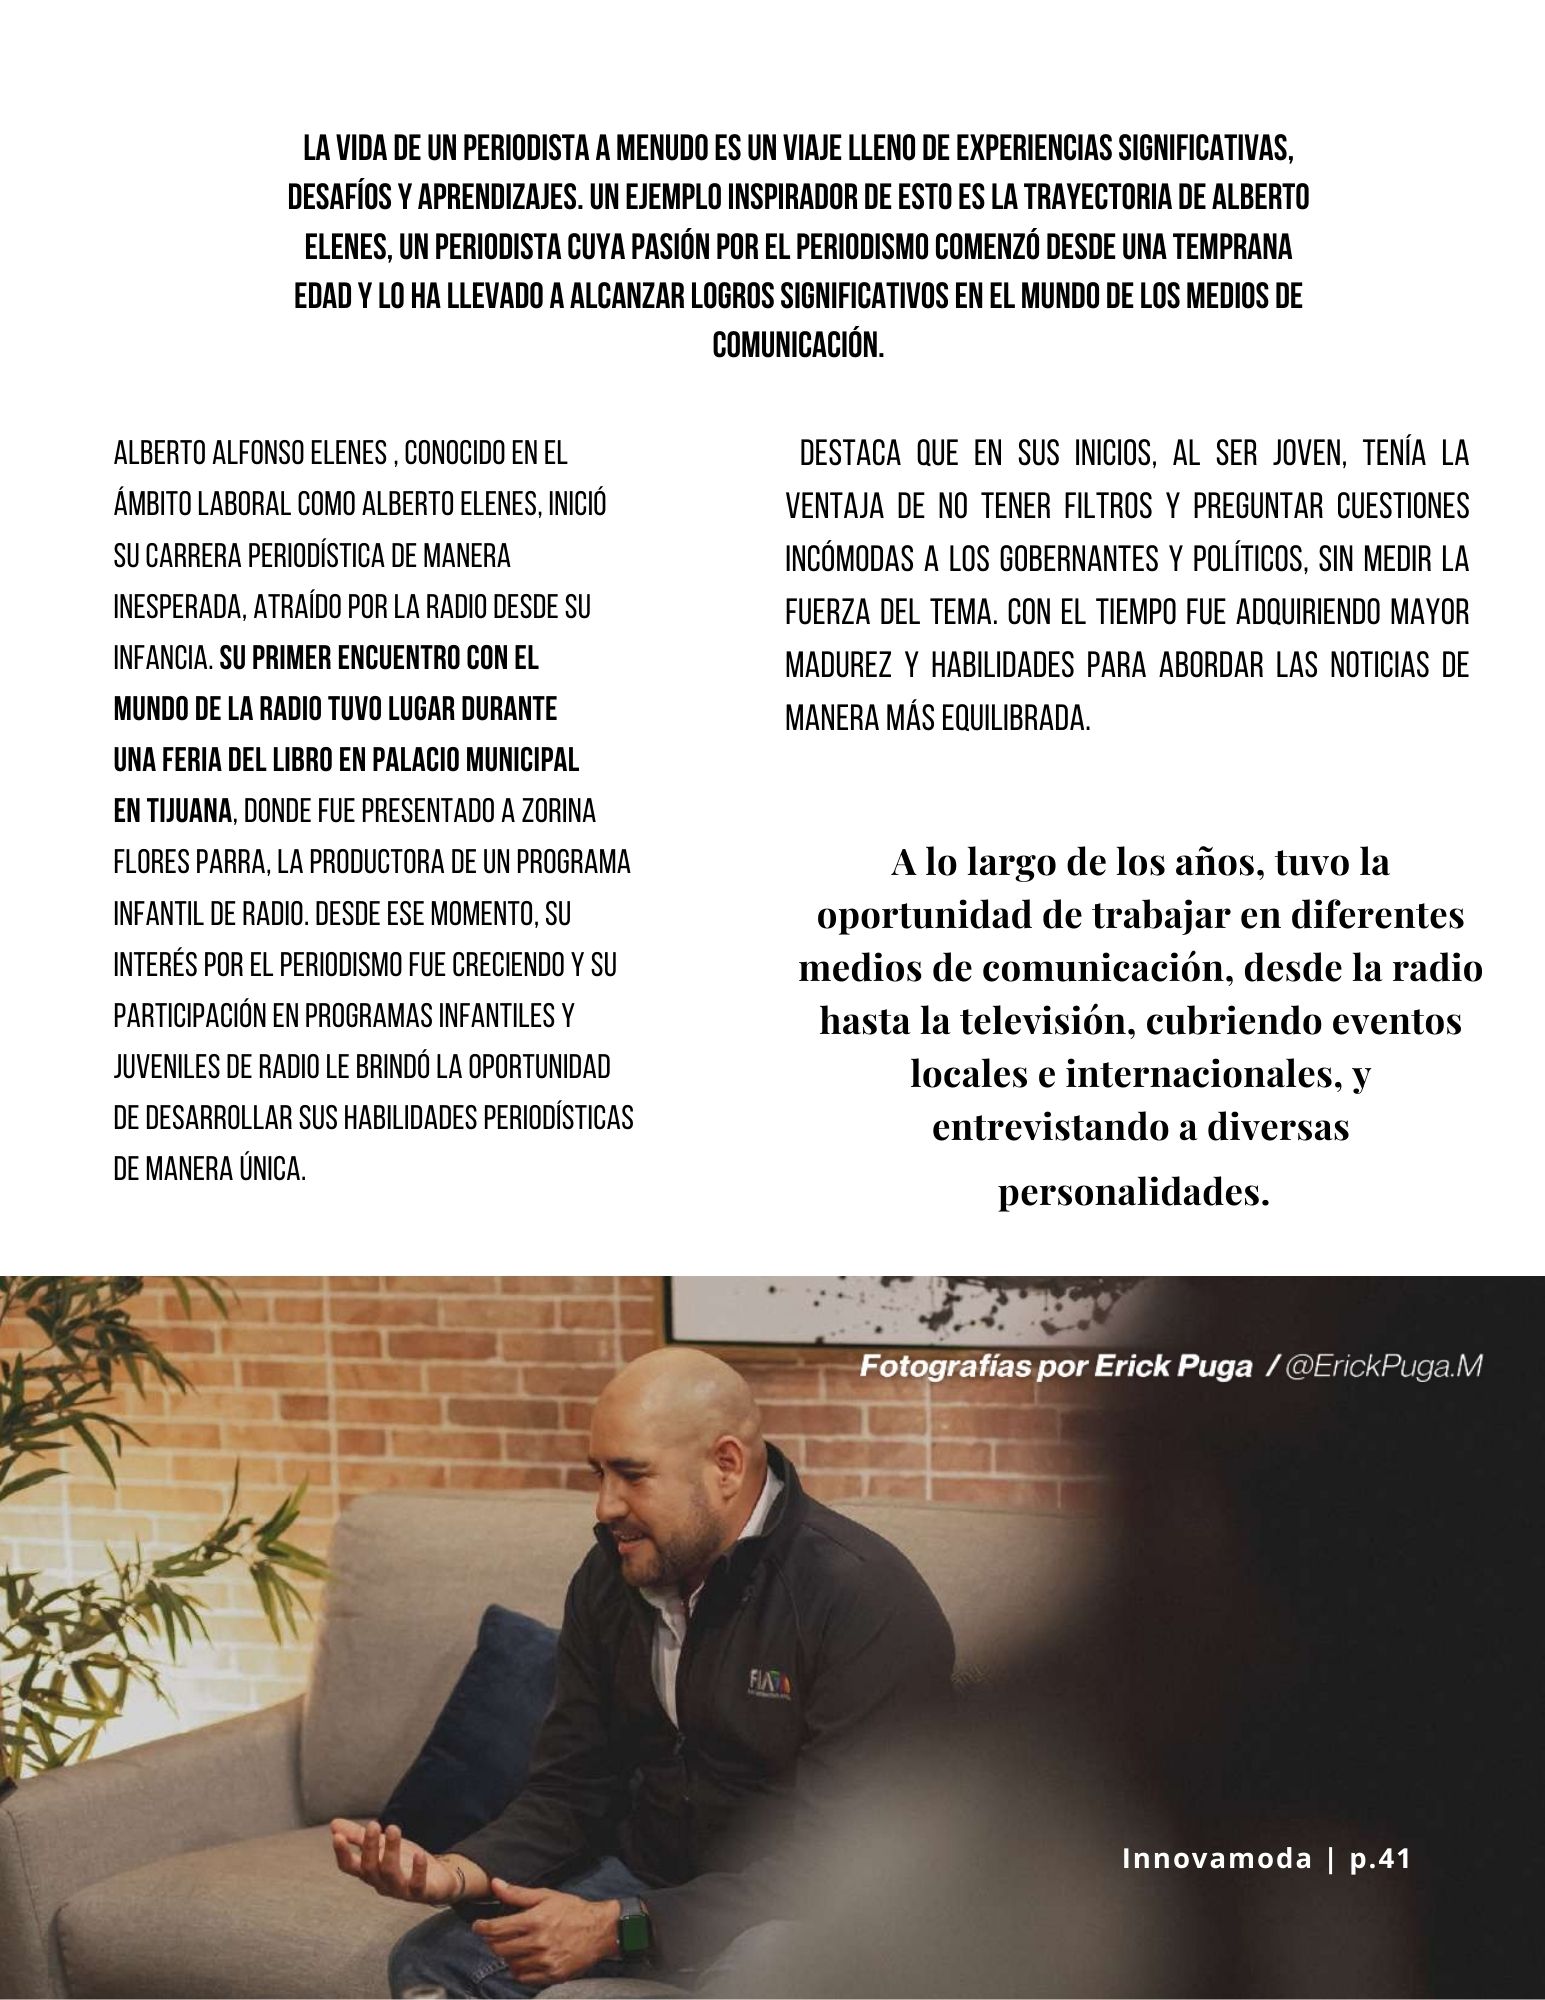 LA VIDA DE UN PERIODISTA A MENUDO ES UN VIAJE LLENO DE EXPERIENCIAS SIGNIFICATIVAS,
DESAFÍOS Y APRENDIZAJES. UN EJEMPLO INSPIRADOR DE ESTO ES LA TRAYECTORIA DE ALBERTO
ELENES, UN PERIODISTA CUYA PASIÓN POR EL PERIODISMO COMENZÓ DESDE UNA TEMPRANA
EDAD Y LO HA LLEVADO A ALCANZAR LOGROS SIGNIFICATIVOS EN EL MUNDO DE LOS MEDIOS DE
COMUNICACIÓN.
ALBERTO ALFONSO ELENES , CONOCIDO EN EL
ÁMBITO LABORAL COMO ALBERTO ELENES, INICIÓ
SU CARRERA PERIODÍSTICA DE MANERA
INESPERADA, ATRAÍDO POR LA RADIO DESDE SU
INFANCIA. SU PRIMER ENCUENTRO CON EL
MUNDO DE LA RADIO TUVO LUGAR DURANTE
UNA FERIA DEL LIBRO EN PALACIO MUNICIPAL
EN TIJUANA, DONDE FUE PRESENTADO A ZORINA
FLORES PARRA, LA PRODUCTORA DE UN PROGRAMA
INFANTIL DE RADIO. DESDE ESE MOMENTO, SU
INTERÉS POR EL PERIODISMO FUE CRECIENDO Y SU
PARTICIPACIÓN EN PROGRAMAS INFANTILES Y
JUVENILES DE RADIO LE BRINDÓ LA OPORTUNIDAD
DE DESARROLLAR SUS HABILIDADES PERIODÍSTICAS
DE MANERA ÚNICA.
DESTACA QUE EN SUS INICIOS, AL SER JOVEN, TENÍA LA
VENTAJA DE NO TENER FILTROS Y PREGUNTAR CUESTIONES
INCÓMODAS A LOS GOBERNANTES Y POLÍTICOS, SIN MEDIR LA
FUERZA DEL TEMA. CON EL TIEMPO FUE ADQUIRIENDO MAYOR
MADUREZ Y HABILIDADES PARA ABORDAR LAS NOTICIAS DE
MANERA MÁS EQUILIBRADA.
A lo largo de los años, tuvo la
oportunidad de trabajar en diferentes
medios de comunicación, desde la radio
hasta la televisión, cubriendo eventos
locales e internacionales, y
entrevistando a diversas
personalidades.
Fotografías por Erick Puga / @ErickPuga.M
Innovamoda | p.41